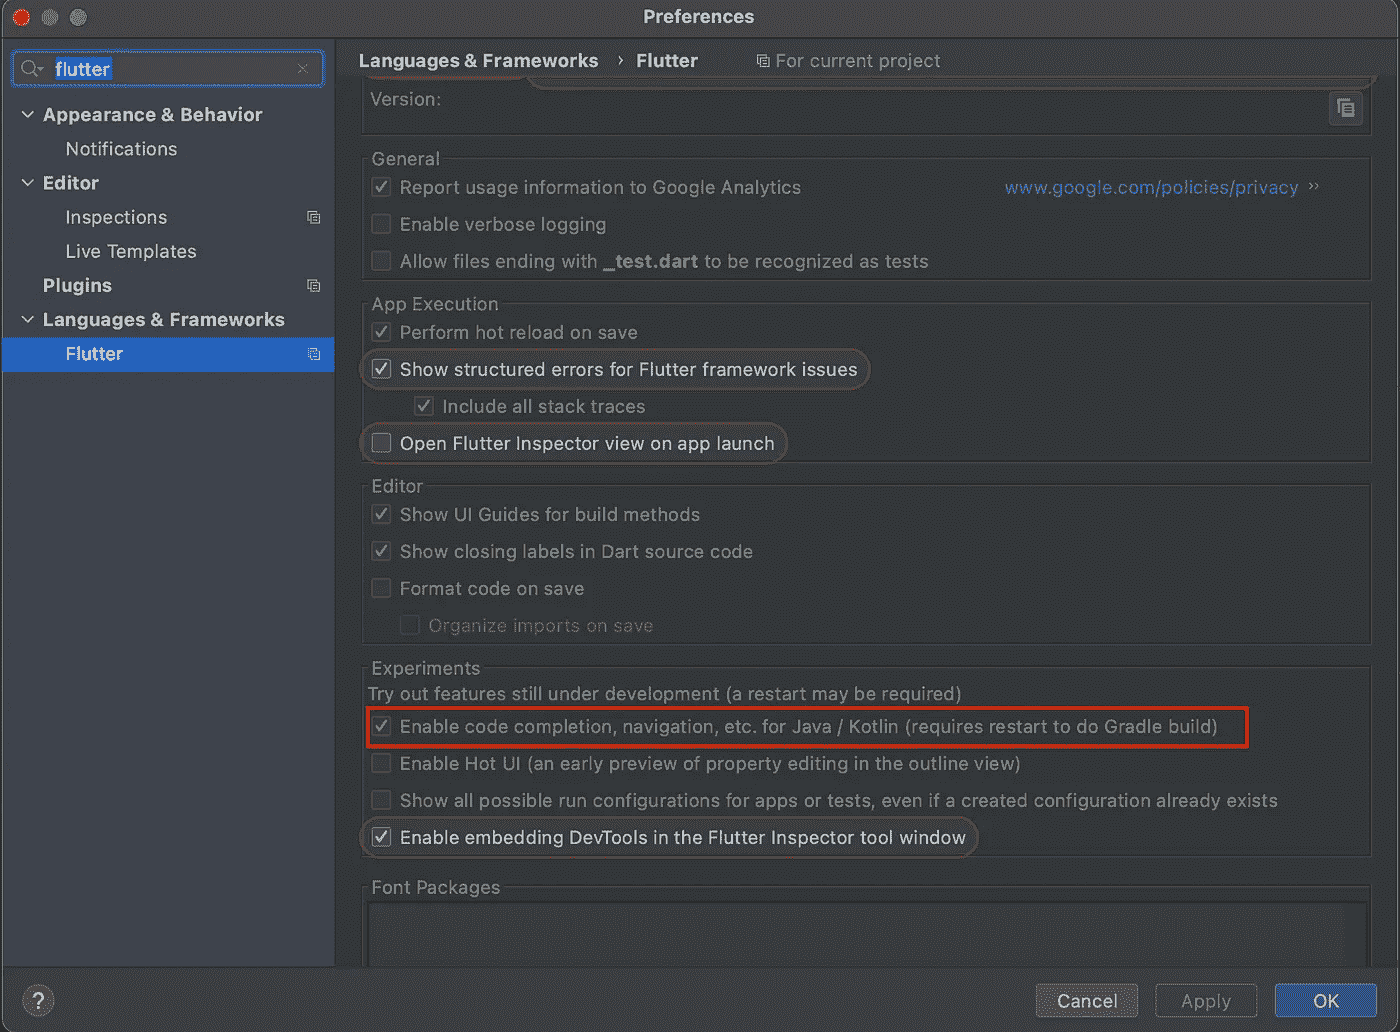 Preferences
flutter
Appearance & Behavior
Notifications
Editor
Inspections
Live Templates
Plugins
Languages & Frameworks
Flutter
Languages & Frameworks › Flutter For current project
Version:
General
Report usage information to Google Analytics www.google.com/policies/privacy ››
Enable verbose logging
Allow files ending with _test.dart to be recognized as tests
App Execution
Perform hot reload on save
Show structured errors for Flutter framework issues
Include all stack traces
Open Flutter Inspector view on app launch
Editor
Show UI Guides for build methods
Show closing labels in Dart source code
Format code on save
Organize imports on save
Experiments
Try out features still under development (a restart may be required)
Enable code completion, navigation, etc. for Java / Kotlin (requires restart to do Gradle build)
Enable Hot UI (an early preview of property editing in the outline view)
Show all possible run configurations for apps or tests, even if a created configuration already exists
Enable embedding DevTools in the Flutter Inspector tool window
Font Packages
? Cancel Apply OK